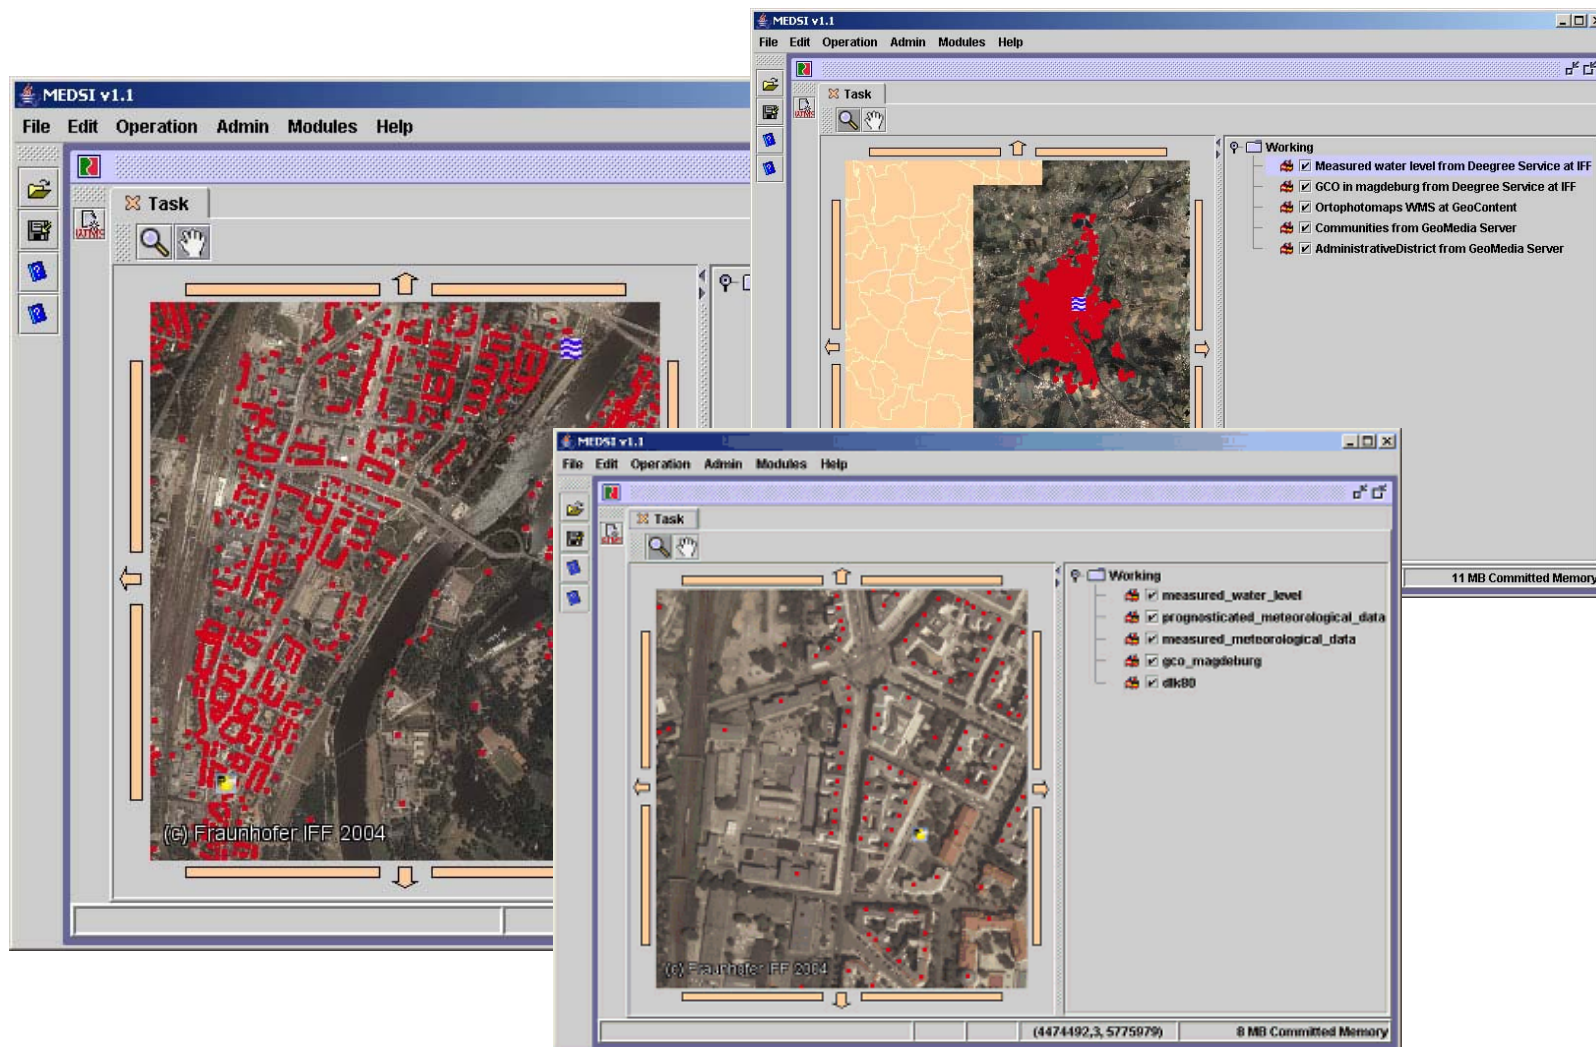 MEDSI v1.1
File Edit Operation Admin Modules Help
Task
WMS
(c) Fraunhofer IFF 2004
MEDSI v1.1
File Edit Operation Admin Modules Help
Task
Working
Measured water level from Deegree Service at IFF
GCO in magdeburg from Deegree Service at IFF
Ortophotomaps WMS at GeoContent
Communities from GeoMedia Server
AdministrativeDistrict from GeoMedia Server
11 MB Committed Memory
MEDSI v1.1
File Edit Operation Admin Modules Help
Task
Working
measured_water_level
prognosticated_meteorological_data
measured_meteorological_data
gco_magdeburg
dlk80
(c) Fraunhofer IFF 2004
(4474492,3, 5775979) 8 MB Committed Memory